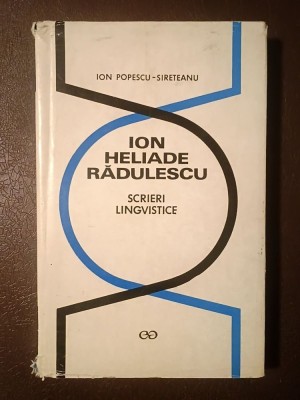 ION POPESCU-SIRETEANU
ION
HELIADE
RĂDULESCU
SCRIERI
LINGVISTICE